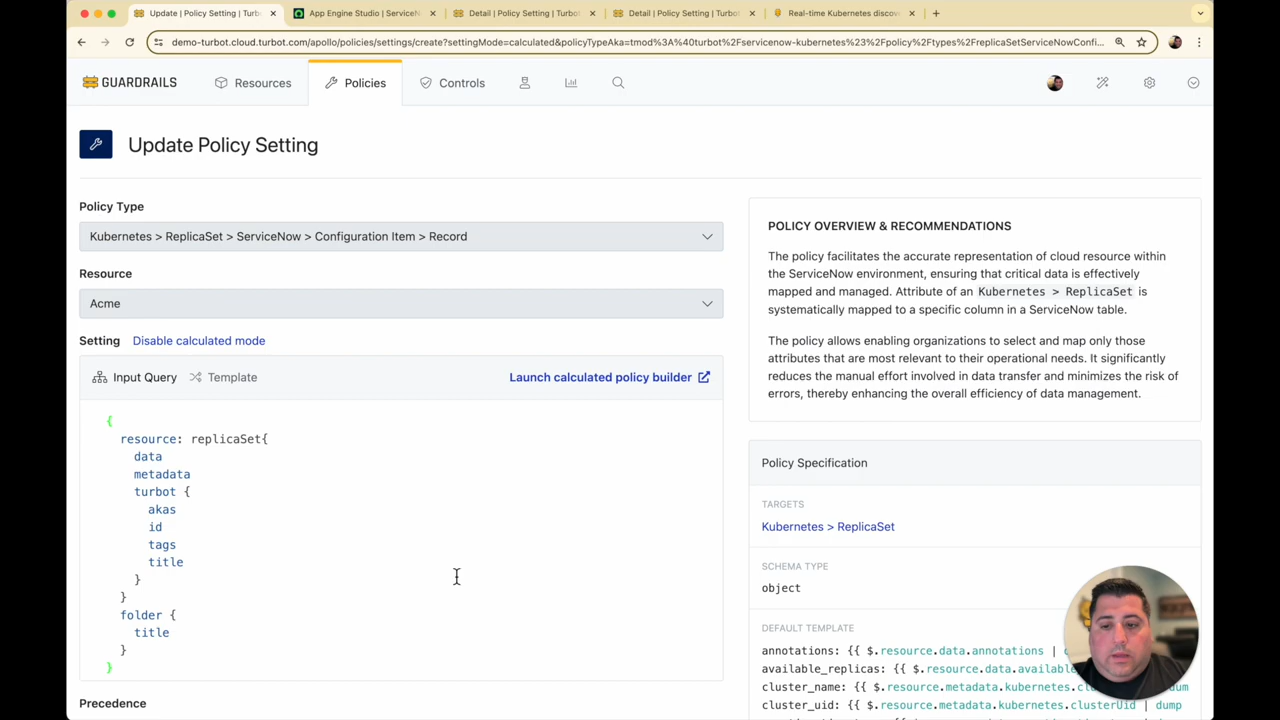 Update | Policy Setting | Turbot
App Engine Studio | ServiceN
Detail | Policy Setting | Turbot
Detail | Policy Setting | Turbot
Real-time Kubernetes discov
demo-turbot.cloud.turbot.com/apollo/policies/settings/create?settingMode=calculated&policyTypeAka=tmod%3A%40turbot%2Fservicenow-kubernetes%23%2Fpolicy%2Ftypes%2FreplicaSetServiceNowConfi...
GUARDRAILS
Resources
Policies
Controls
Update Policy Setting
Policy Type
Kubernetes > ReplicaSet > ServiceNow > Configuration Item > Record
Resource
Acme
Setting Disable calculated mode
Input Query Template Launch calculated policy builder
{
resource: replicaSet{
data
metadata
turbot {
akas
id
tags
title
}
}
folder {
title
}
}
Precedence
POLICY OVERVIEW & RECOMMENDATIONS
The policy facilitates the accurate representation of cloud resource within
the ServiceNow environment, ensuring that critical data is effectively
mapped and managed. Attribute of an Kubernetes > ReplicaSet is
systematically mapped to a specific column in a ServiceNow table.
The policy allows enabling organizations to select and map only those
attributes that are most relevant to their operational needs. It significantly
reduces the manual effort involved in data transfer and minimizes the risk of
errors, thereby enhancing the overall efficiency of data management.
Policy Specification
TARGETS
Kubernetes > ReplicaSet
SCHEMA TYPE
object
DEFAULT TEMPLATE
annotations: {{ $.resource.data.annotations |
available_replicas: {{ $.resource.data.available
cluster_name: {{ $.resource.metadata.kubernetes.cl
cluster_uid: {{ $.resource.metadata.kubernetes.clusterUid | dump